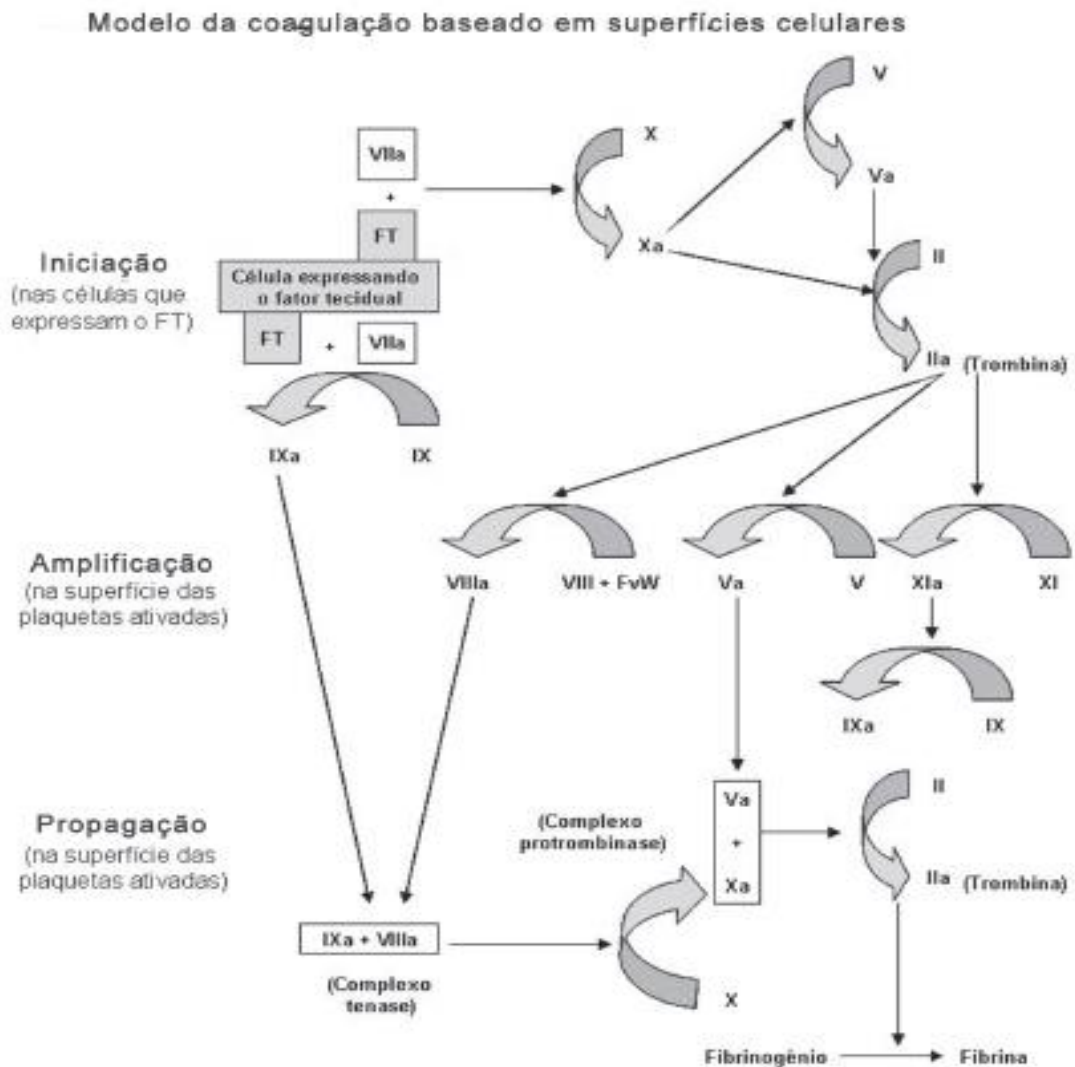 Modelo da coagulação baseado em superfícies celulares
V
X
VIIa
+
FT
Va
Xa
II
Iniciação
(nas células que
expressam o FT)
Célula expressando
o fator tecidual
FT
+
VIIa
IIa (Trombina)
IXa
IX
Amplificação
(na superfície das
plaquetas ativadas)
VIIIa
VIII + FvW
Va
V
XIa
XI
IXa
IX
Propagação
(na superfície das
plaquetas ativadas)
(Complexo
protrombinase)
Va
+
Xa
II
IIa (Trombina)
IXa + VIIIa
(Complexo
tenase)
X
Fibrinogênio
Fibrina